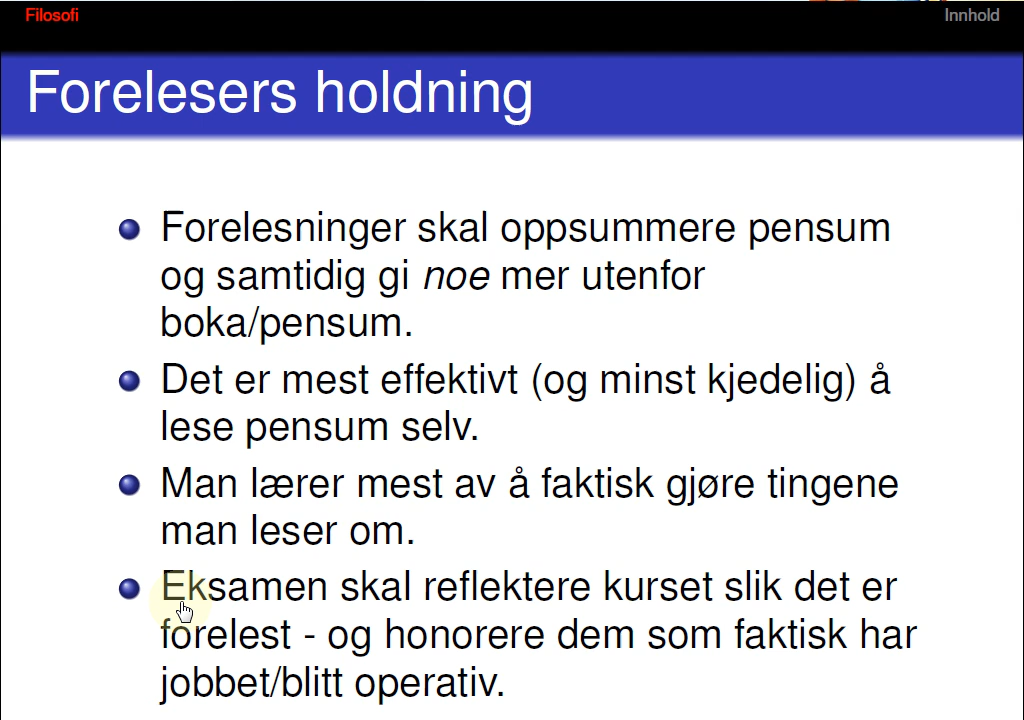 Filosofi
Innhold
Forelesers holdning
Forelesninger skal oppsummere pensum
og samtidig gi noe mer utenfor
boka/pensum.
Det er mest effektivt (og minst kjedelig) å
lese pensum selv.
Man lærer mest av å faktisk gjøre tingene
man leser om.
Eksamen skal reflektere kurset slik det er
forelest - og honorere dem som faktisk har
jobbet/blitt operativ.